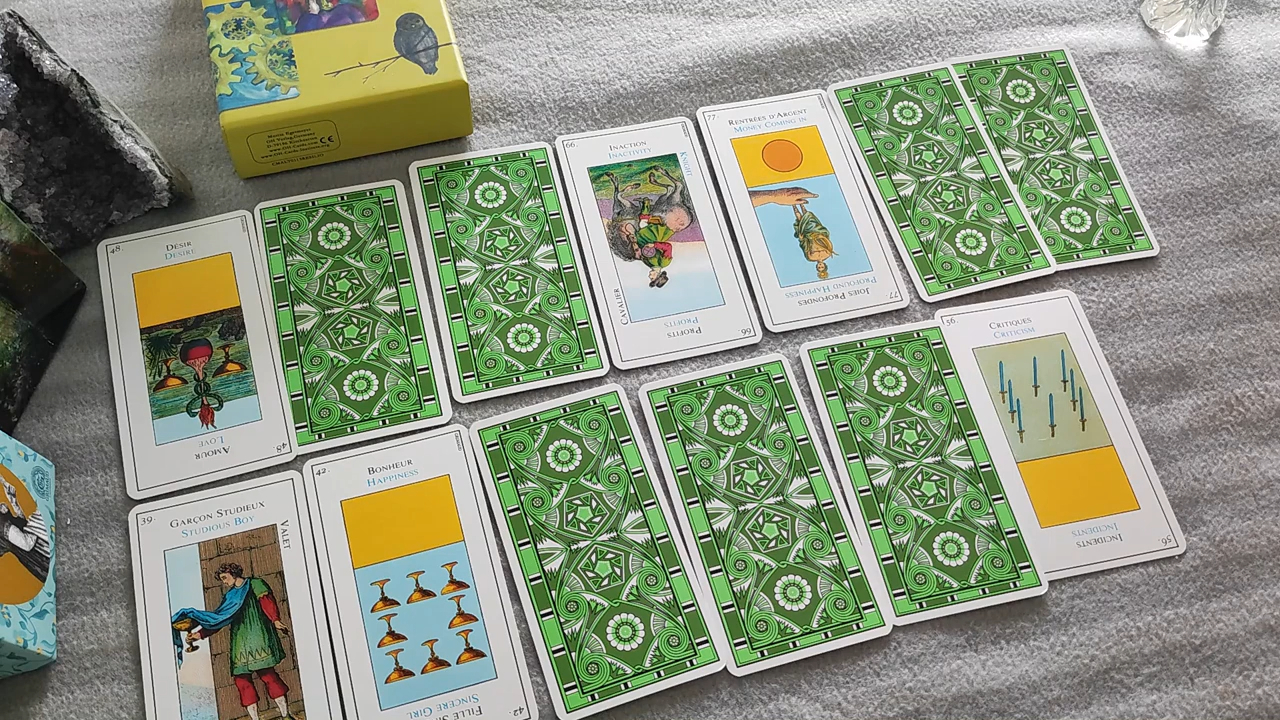 CE
66.
INACTION
INACTIVITY
KNIGHT
CAVALIER
PROFITS
PROFITS
66
77.
RENTRÉES D'ARGENT
MONEY COMING IN
PROFOUND HAPPINESS
JOIES PROFONDES
77
48.
DÉSIR
DESIRE
LOVE
AMOUR
48
56.
CRITIQUES
CRITICISM
INCIDENTS
INCIDENTS
56.
39.
GARÇON STUDIEUX
STUDIOUS BOY
VALET
42.
BONHEUR
HAPPINESS
SINCERE GIRL
FILLE
42.